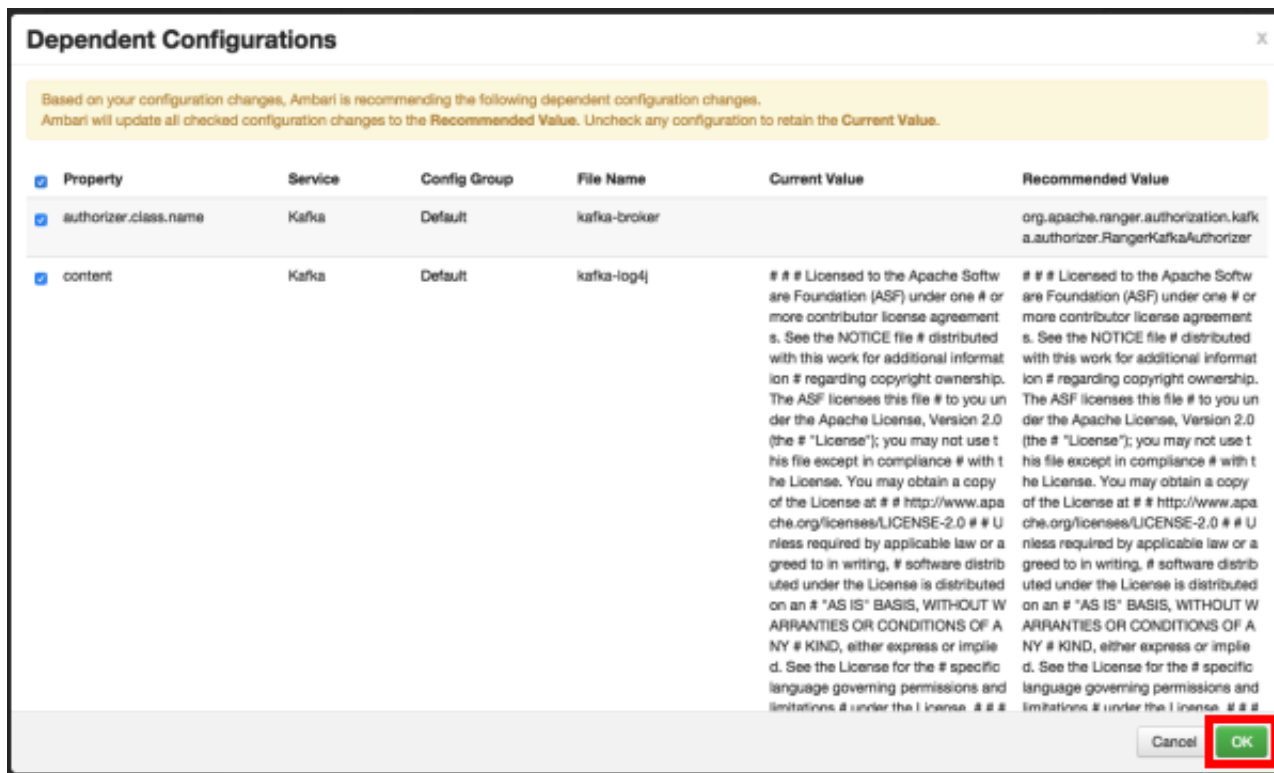 Dependent Configurations
X
Based on your configuration changes, Ambari is recommending the following dependent configuration changes.
Ambari will update all checked configuration changes to the Recommended Value. Uncheck any configuration to retain the Current Value.
Property Service Config Group File Name Current Value Recommended Value
authorizer.class.name Kafka Default kafka-broker org.apache.ranger.authorization.kafk
a.authorizer.RangerKafkaAuthorizer
content Kafka Default kafka-log4j
# # # Licensed to the Apache Softw
are Foundation (ASF) under one # or
more contributor license agreement
s. See the NOTICE file # distributed
with this work for additional informat
ion # regarding copyright ownership.
The ASF licenses this file # to you un
der the Apache License, Version 2.0
(the # "License"); you may not use t
his file except in compliance # with t
he License. You may obtain a copy
of the License at # # http://www.apa
che.org/licenses/LICENSE-2.0 # # U
nless required by applicable law or a
greed to in writing, # software distrib
uted under the License is distributed
on an # "AS IS" BASIS, WITHOUT W
ARRANTIES OR CONDITIONS OF A
NY # KIND, either express or implie
d. See the License for the # specific
language governing permissions and
limitations # under the License. # # #
# # # Licensed to the Apache Softw
are Foundation (ASF) under one # or
more contributor license agreement
s. See the NOTICE file # distributed
with this work for additional informat
ion # regarding copyright ownership.
The ASF licenses this file # to you un
der the Apache License, Version 2.0
(the # "License"); you may not use t
his file except in compliance # with t
he License. You may obtain a copy
of the License at # # http://www.apa
che.org/licenses/LICENSE-2.0 # # U
nless required by applicable law or a
greed to in writing, # software distrib
uted under the License is distributed
on an # "AS IS" BASIS, WITHOUT W
ARRANTIES OR CONDITIONS OF A
NY # KIND, either express or implie
d. See the License for the # specific
language governing permissions and
limitations # under the License. # # #
Cancel OK